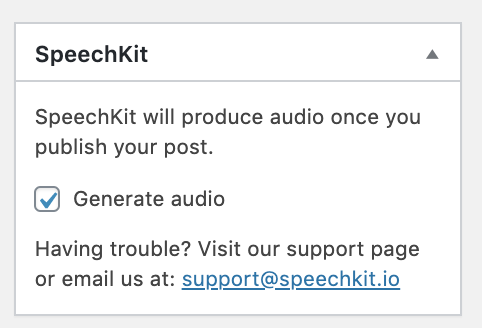 SpeechKit
SpeechKit will produce audio once you
publish your post.
Generate audio
Having trouble? Visit our support page
or email us at: support@speechkit.io